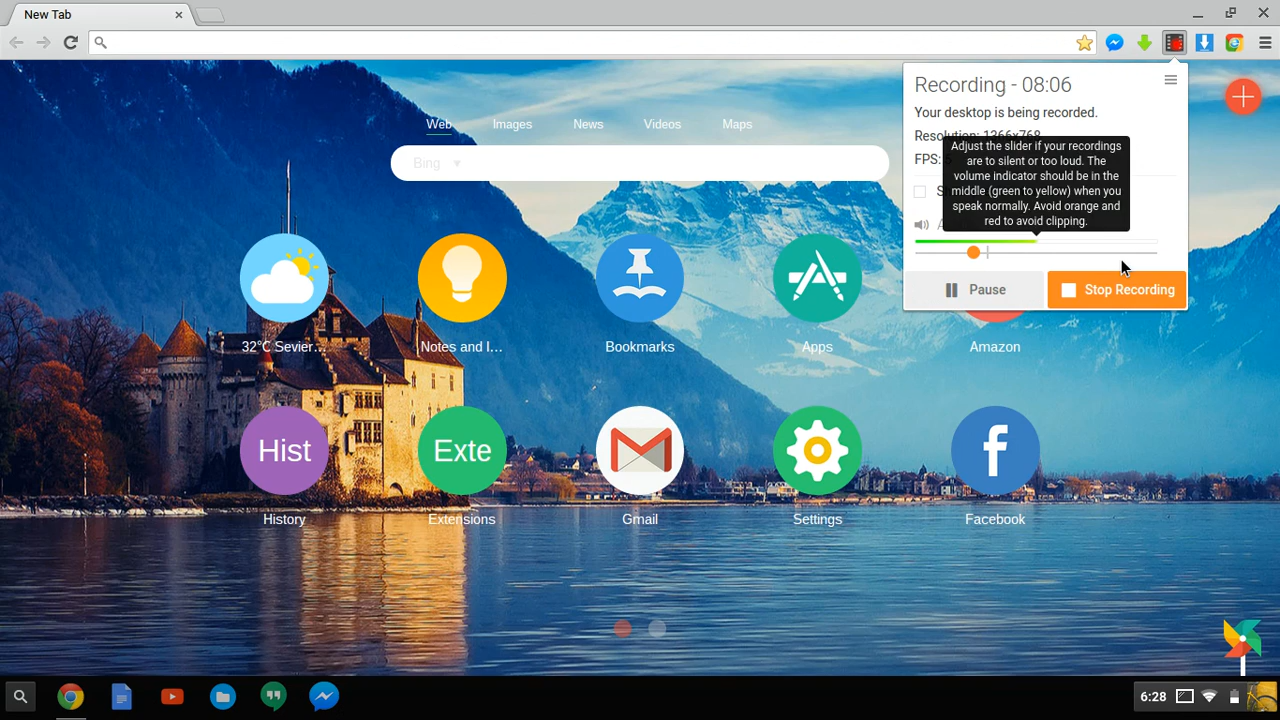 New Tab
Recording - 08:06
Your desktop is being recorded.
Resolution: 1366x768
FPS:
Adjust the slider if your recordings
are to silent or too loud. The
volume indicator should be in the
middle (green to yellow) when you
speak normally. Avoid orange and
red to avoid clipping.
Pause
Stop Recording
Web
Images
News
Videos
Maps
Bing
32°C Sevier...
Notes and I...
Bookmarks
Apps
Amazon
Hist
Exte
History
Extensions
Gmail
Settings
Facebook
6:28